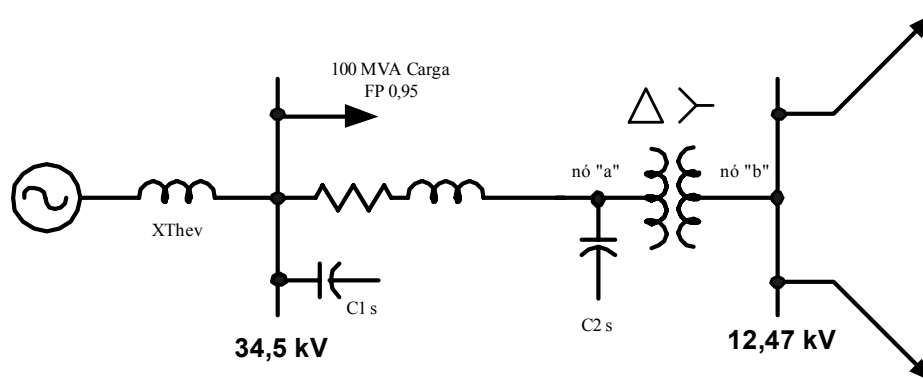 100 MVA Carga
FP 0,95
nó "a"
nó "b"
XThev
C1 s
C2 s
34,5 kV
12,47 kV